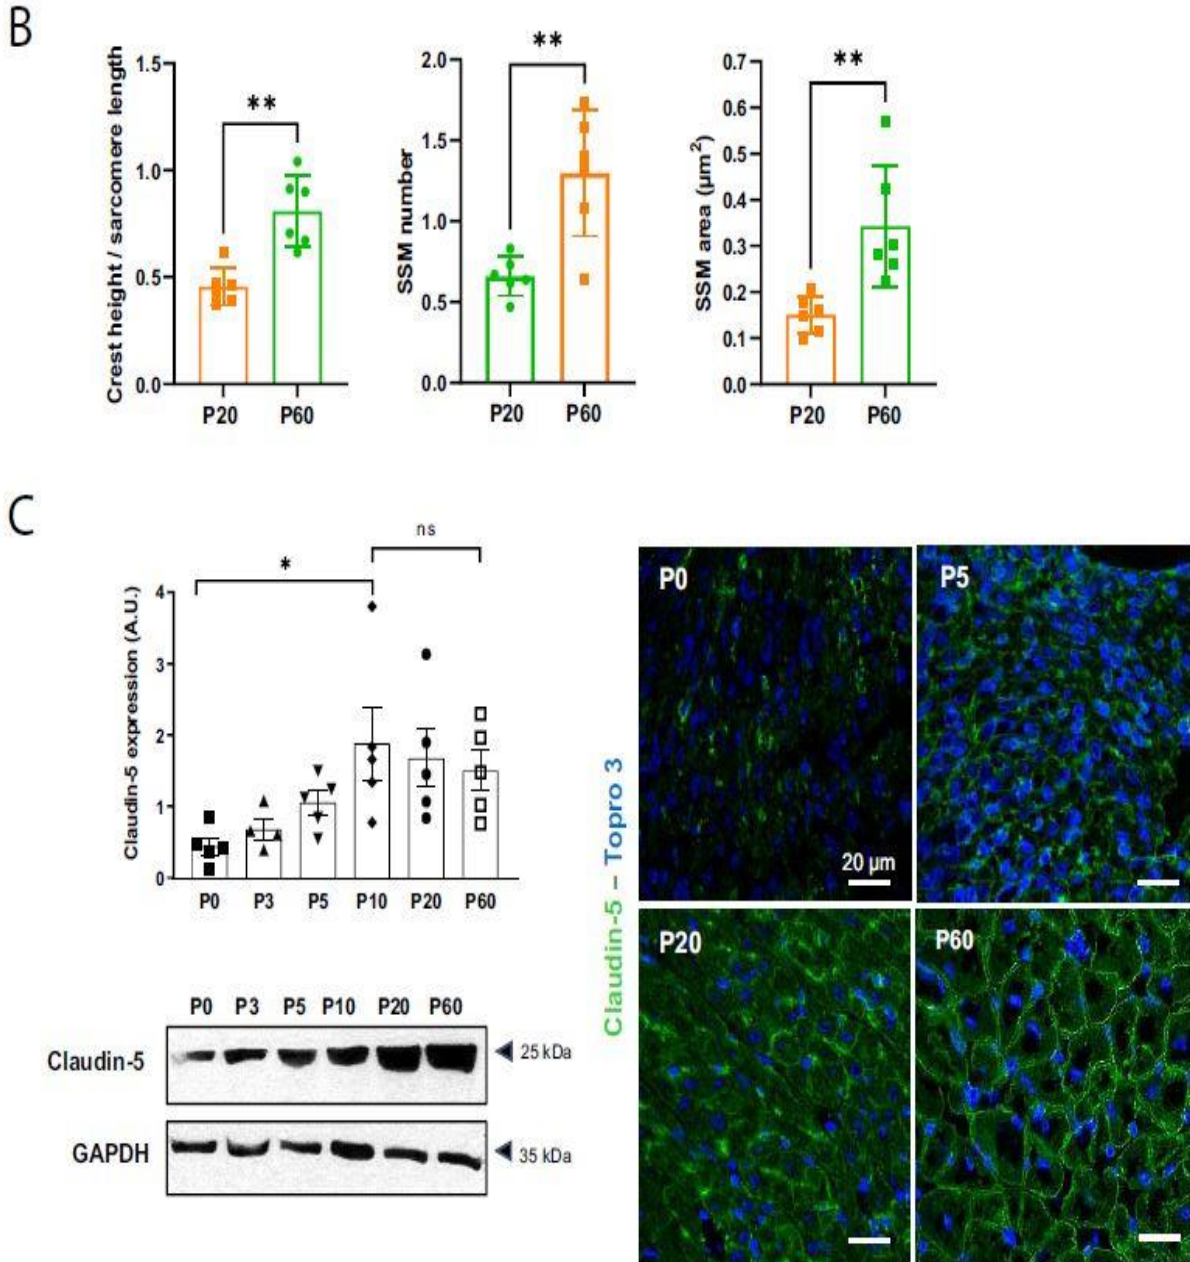 B
Crest height / sarcomere length
1.5
1.0
0.5
0.0
**
P20 P60
SSM number
2.0
1.5
1.0
0.5
0.0
**
P20 P60
SSM area (µm²)
0.7
0.6
0.5
0.4
0.3
0.2
0.1
0.0
**
P20 P60
C
Claudin-5 expression (A.U.)
4
3
2
1
0
*
ns
P0 P3 P5 P10 P20 P60
P0 P3 P5 P10 P20 P60
Claudin-5
25 kDa
GAPDH
35 kDa
Claudin-5 – Topro 3
P0
20 µm
P5
P20
P60